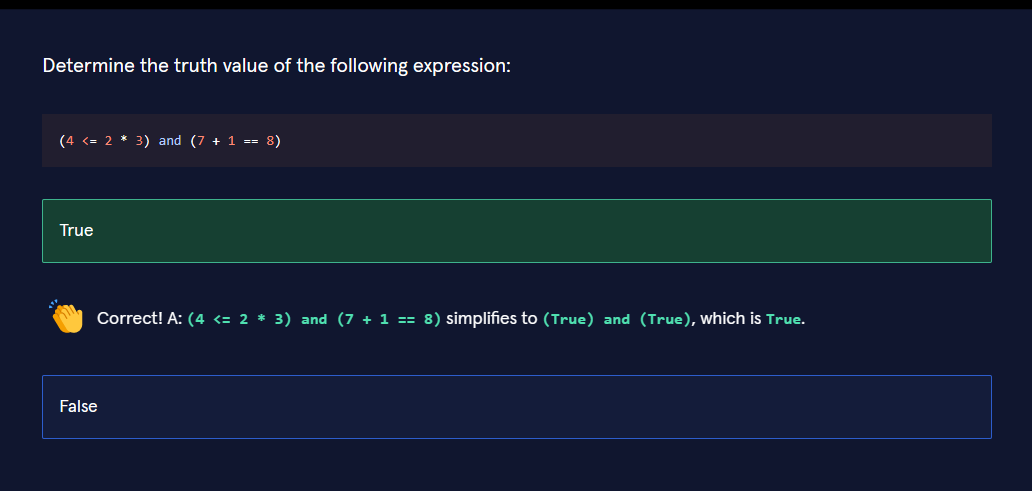 Determine the truth value of the following expression:
(4 <= 2 * 3) and (7 + 1 == 8)
True
Correct! A: (4 <= 2 * 3) and (7 + 1 == 8) simplifies to (True) and (True), which is True.
False